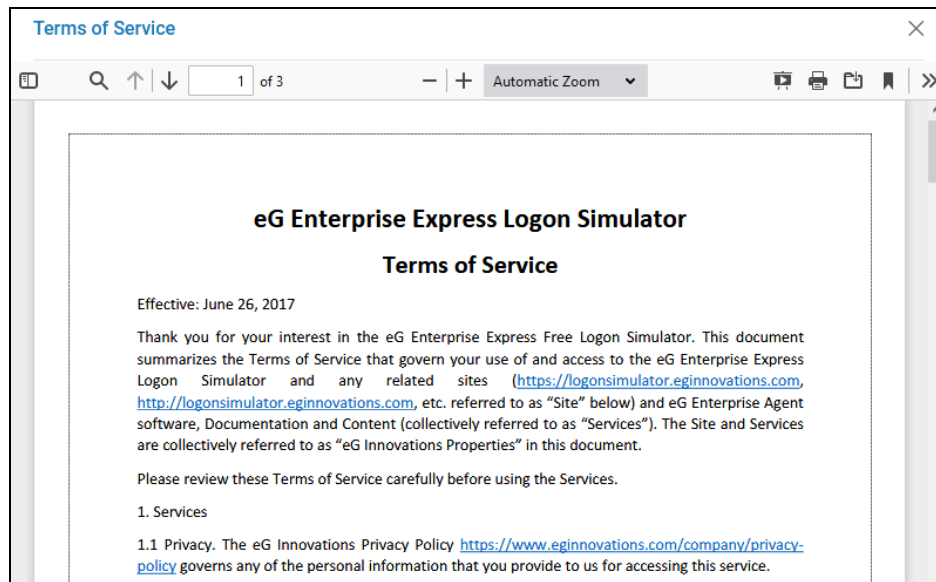 Terms of Service
1 of 3
Automatic Zoom
eG Enterprise Express Logon Simulator
Terms of Service
Effective: June 26, 2017
Thank you for your interest in the eG Enterprise Express Free Logon Simulator. This document
summarizes the Terms of Service that govern your use of and access to the eG Enterprise Express
Logon Simulator and any related sites (https://logonsimulator.eginnovations.com,
http://logonsimulator.eginnovations.com, etc. referred to as “Site” below) and eG Enterprise Agent
software, Documentation and Content (collectively referred to as “Services”). The Site and Services
are collectively referred to as “eG Innovations Properties” in this document.
Please review these Terms of Service carefully before using the Services.
1. Services
1.1 Privacy. The eG Innovations Privacy Policy https://www.eginnovations.com/company/privacy-
policy governs any of the personal information that you provide to us for accessing this service.